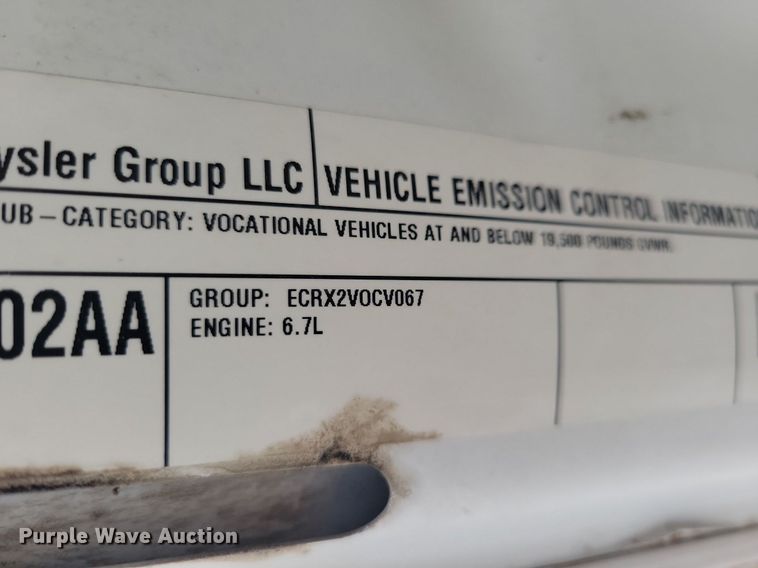 ysler Group LLC VEHICLE EMISSION CONTROL INFORMATIO
UB – CATEGORY: VOCATIONAL VEHICLES AT AND BELOW 19,500 POUNDS GVWR.
02AA
GROUP: ECRX2VOCV067
ENGINE: 6.7L
Purple Wave Auction